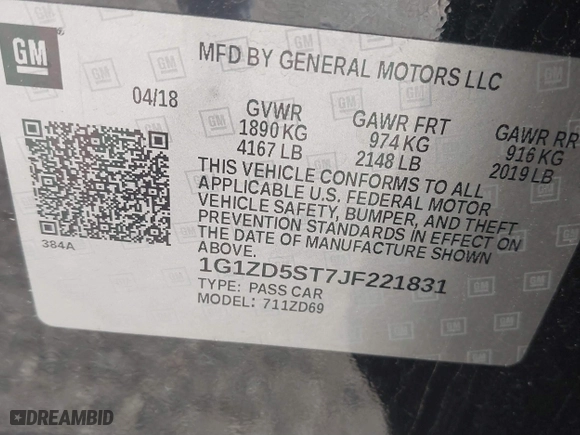 GM
MFD BY GENERAL MOTORS LLC
04/18
GVWR
1890 KG
4167 LB
GAWR FRT
974 KG
2148 LB
GAWR RR
916 KG
2019 LB
THIS VEHICLE CONFORMS TO ALL
APPLICABLE U.S. FEDERAL MOTOR
VEHICLE SAFETY, BUMPER, AND THEFT
PREVENTION STANDARDS IN EFFECT ON
THE DATE OF MANUFACTURE SHOWN
ABOVE.
384A
1G1ZD5ST7JF221831
TYPE: PASS CAR
MODEL: 711ZD69
DREAMBID